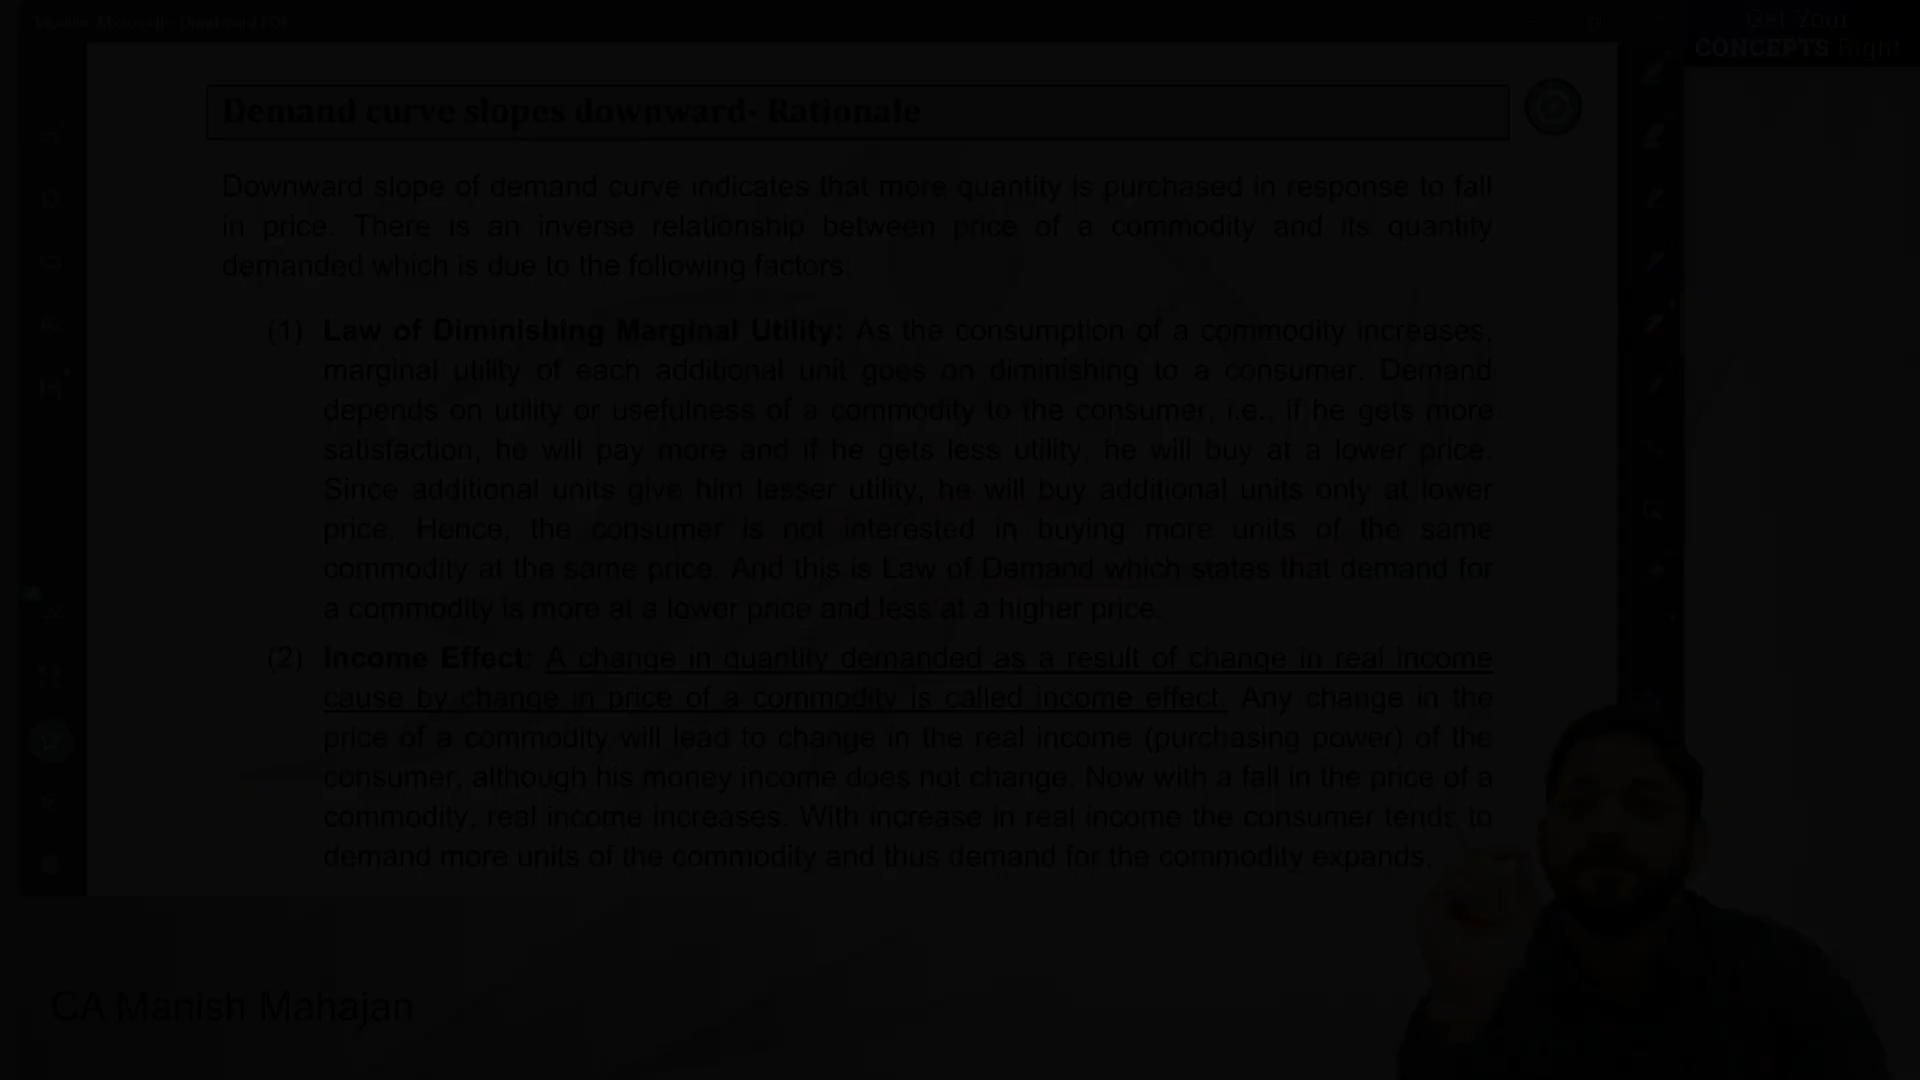 Get Your
CONCEPTS Right
Demand curve slopes downward- Rationale
Downward slope of demand curve indicates that more quantity is purchased in response to fall
in price. There is an inverse relationship between price of a commodity and its quantity
demanded which is due to the following factors:
(1) Law of Diminishing Marginal Utility: As the consumption of a commodity increases,
marginal utility of each additional unit goes on diminishing to a consumer. Demand
depends on utility or usefulness of a commodity to the consumer, i.e., if he gets more
satisfaction, he will pay more and if he gets less utility, he will buy at a lower price.
Since additional units give him lesser utility, he will buy additional units only at lower
price. Hence, the consumer is not interested in buying more units of the same
commodity at the same price. And this is Law of Demand which states that demand for
a commodity is more at a lower price and less at a higher price.
(2) Income Effect: A change in quantity demanded as a result of change in real income
cause by change in price of a commodity is called income effect. Any change in the
price of a commodity will lead to change in the real income (purchasing power) of the
consumer, although his money income does not change. Now with a fall in the price of a
commodity, real income increases. With increase in real income the consumer tends to
demand more units of the commodity and thus demand for the commodity expands.
CA Manish Mahajan